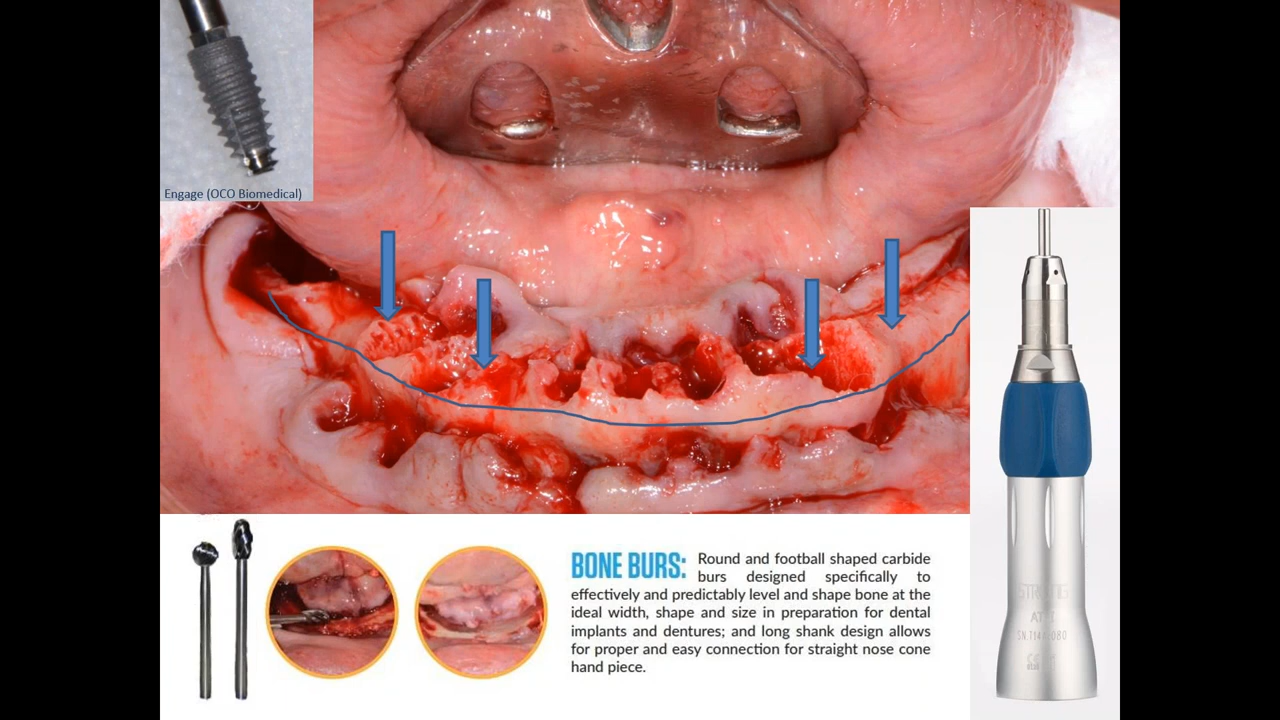 Engage (OCO Biomedical)
BONE BURS: Round and football shaped carbide
burs designed specifically to
effectively and predictably level and shape bone at the
ideal width, shape and size in preparation for dental
implants and dentures; and long shank design allows
for proper and easy connection for straight nose cone
hand piece.
STRONG